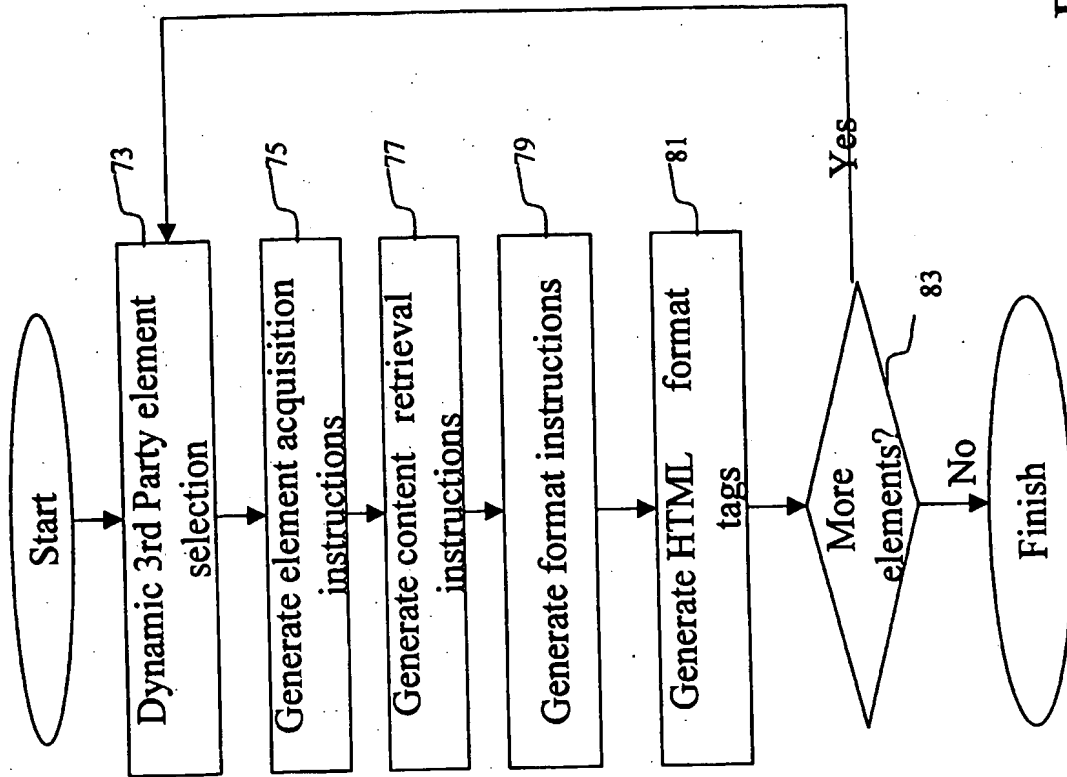 Start
73
Dynamic 3rd Party element
selection
75
Generate element acquisition
instructions
77
Generate content retrieval
instructions
79
Generate format instructions
81
Generate HTML format
tags
Yes
More
elements?
83
No
Finish